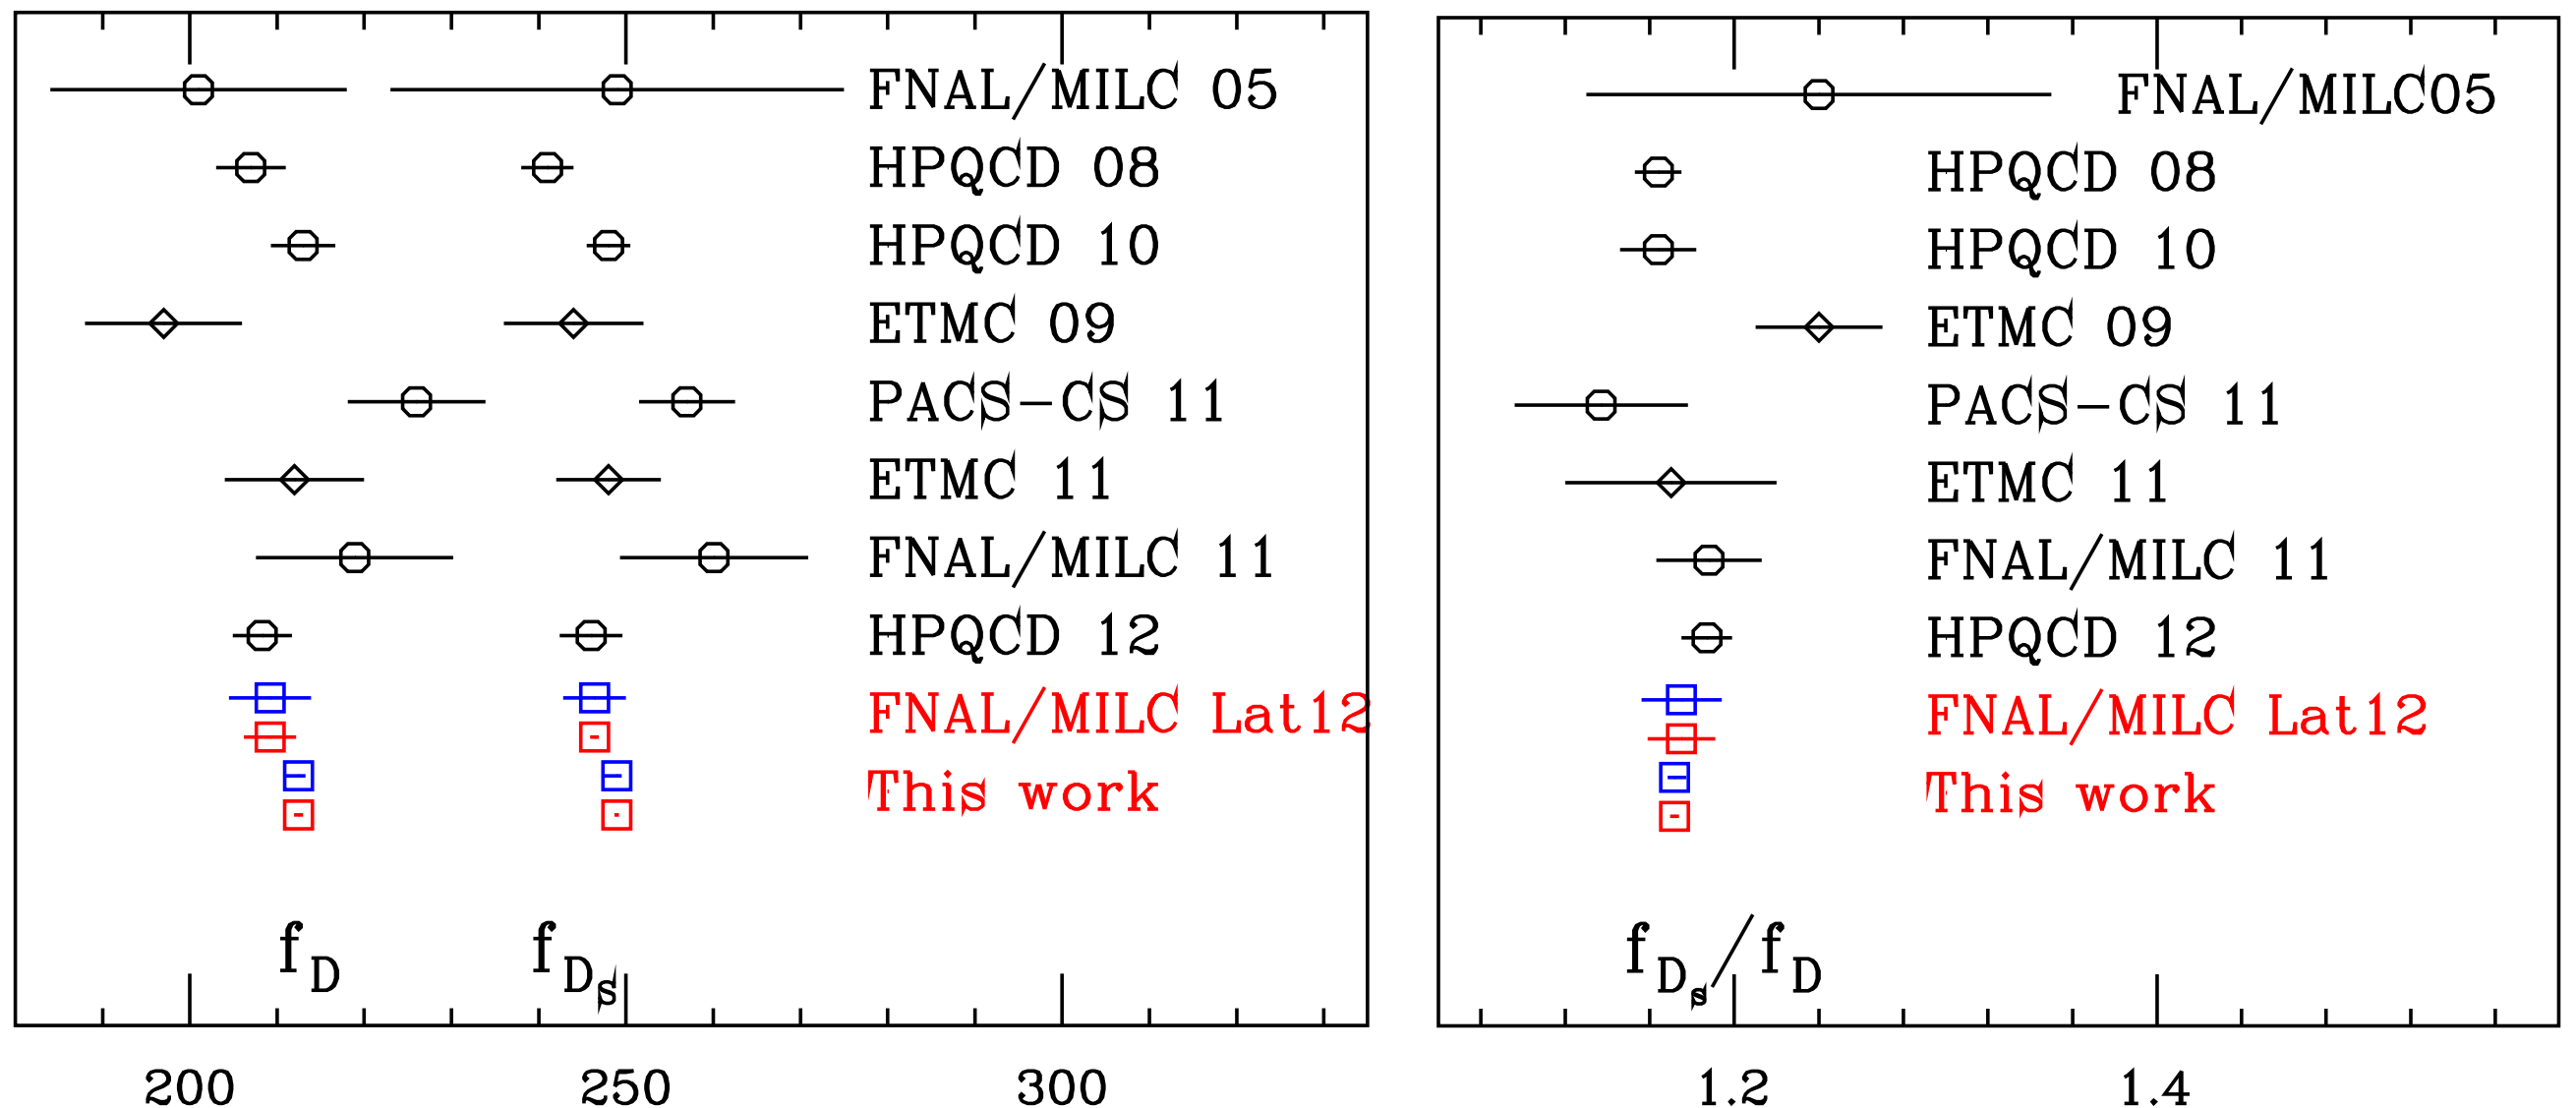 FNAL/MILC 05
HPQCD 08
HPQCD 10
ETMC 09
PACS-CS 11
ETMC 11
FNAL/MILC 11
HPQCD 12
FNAL/MILC Lat12
This work
f_D f_D_s
200 250 300
FNAL/MILC05
HPQCD 08
HPQCD 10
ETMC 09
PACS-CS 11
ETMC 11
FNAL/MILC 11
HPQCD 12
FNAL/MILC Lat12
This work
f_D_s/f_D
1.2 1.4